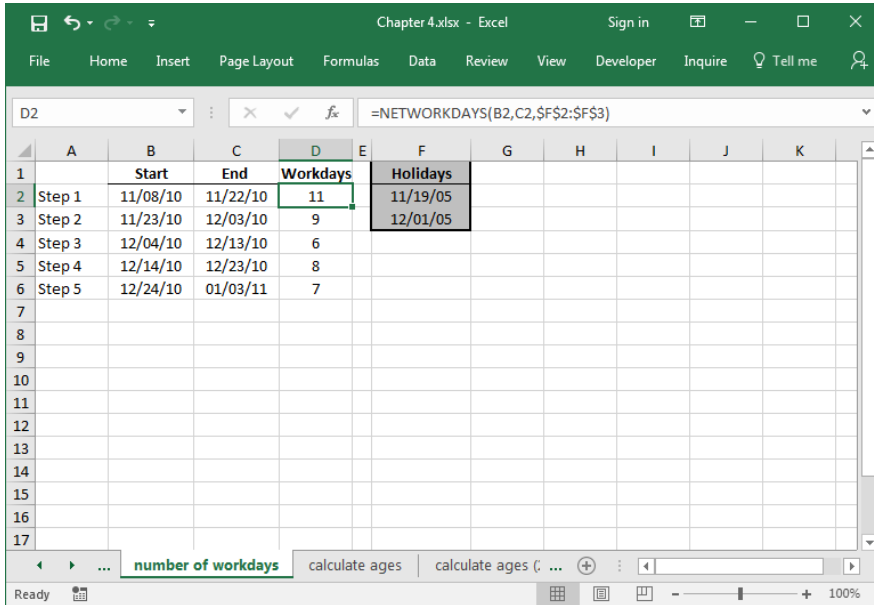 Chapter 4.xlsx - Excel Sign in
File Home Insert Page Layout Formulas Data Review View Developer Inquire Tell me
D2 fx =NETWORKDAYS(B2,C2,$F$2:$F$3)
A B C D E F G H I J K
1 Start End Workdays Holidays
2 Step 1 11/08/10 11/22/10 11 11/19/05
3 Step 2 11/23/10 12/03/10 9 12/01/05
4 Step 3 12/04/10 12/13/10 6
5 Step 4 12/14/10 12/23/10 8
6 Step 5 12/24/10 01/03/11 7
7
8
9
10
11
12
13
14
15
16
17
... number of workdays calculate ages calculate ages (2 ...
Ready 100%